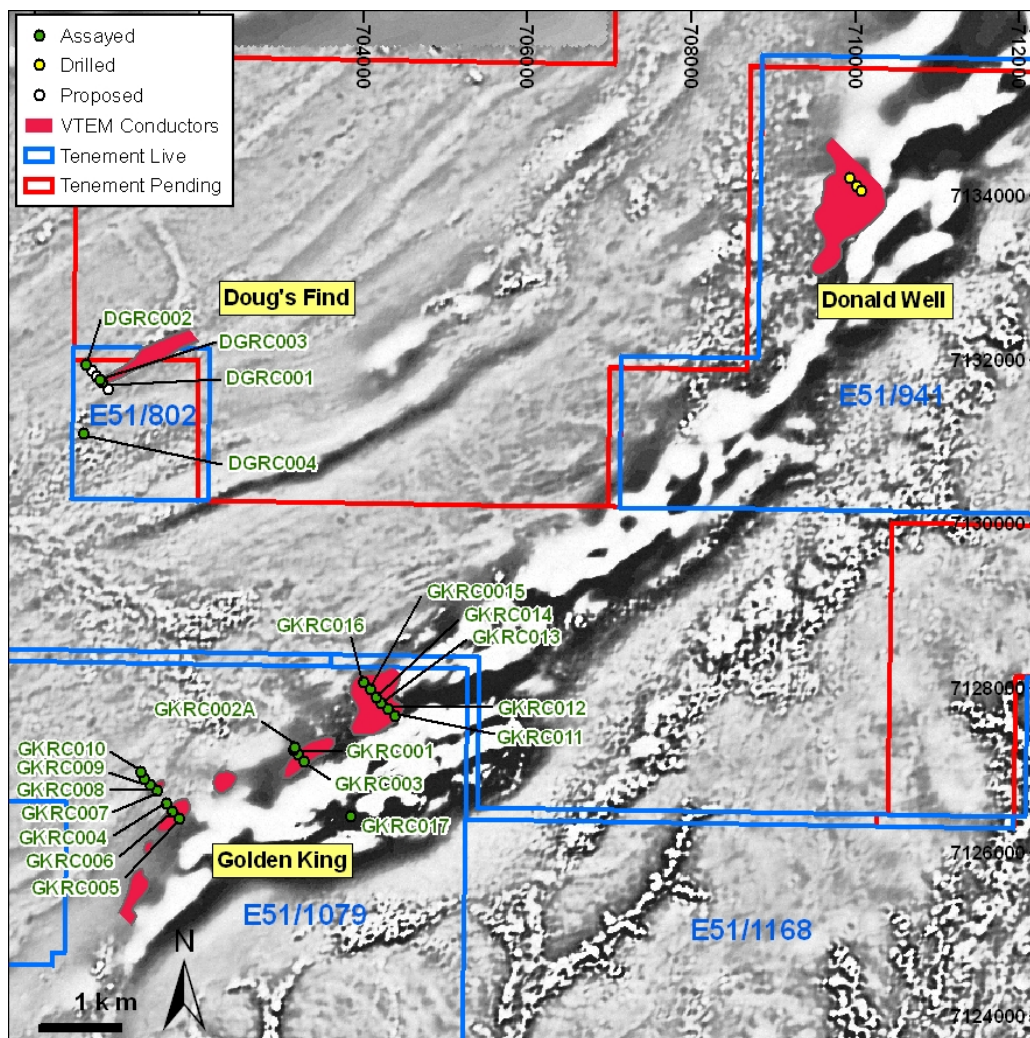 Assayed
Drilled
Proposed
VTEM Conductors
Tenement Live
Tenement Pending
704000
706000
708000
710000
712000
7134000
Doug's Find
Donald Well
DGRC002
DGRC003
7132000
DGRC001
E51/941
E51/802
DGRC004
7130000
GKRC0015
GKRC014
GKRC016
GKRC013
7128000
GKRC002A
GKRC012
GKRC011
GKRC010
GKRC001
GKRC009
GKRC008
GKRC003
GKRC007
GKRC004
GKRC017
GKRC006
Golden King
7126000
GKRC005
E51/1079
E51/1168
N
1 km
7124000